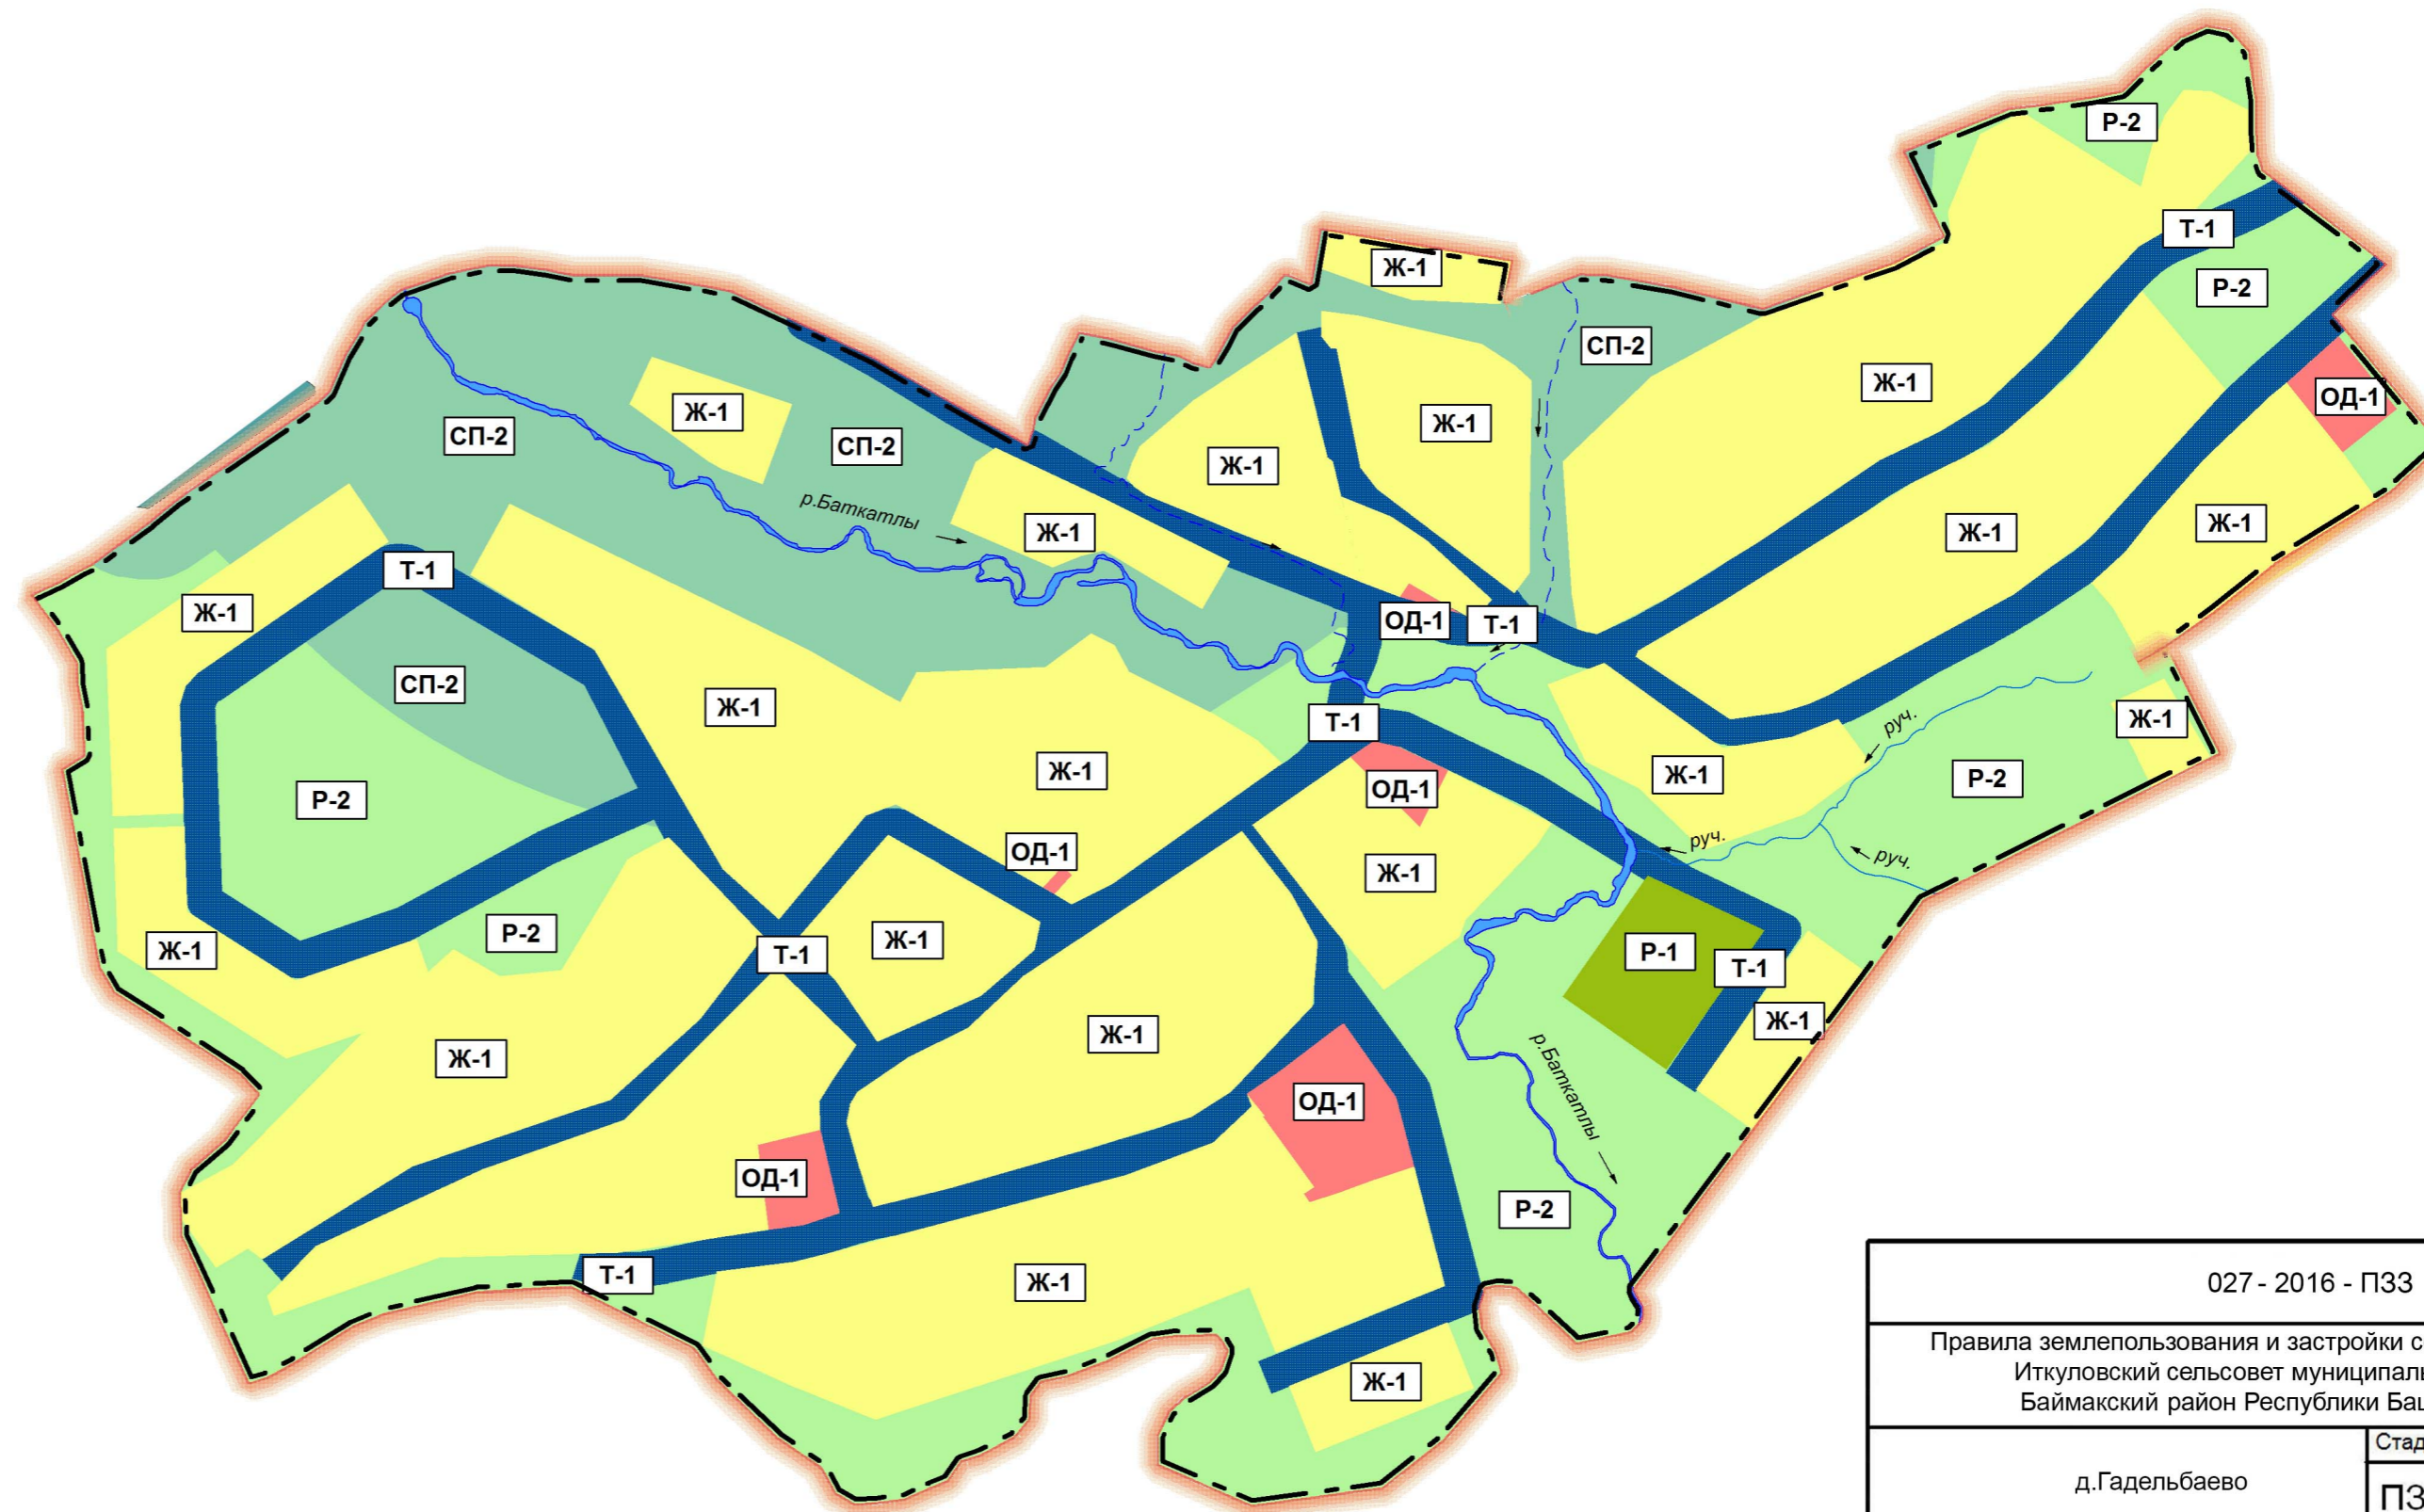 Р-2
Т-1
Ж-1
Р-2
СП-2
Ж-1
ОД-1
Ж-1
Ж-1
СП-2
СП-2
Ж-1
р.Баткатлы
Ж-1
Ж-1
Ж-1
Т-1
Ж-1
ОД-1
Т-1
СП-2
Ж-1
Т-1
руч.
Ж-1
Ж-1
ОД-1
Ж-1
Р-2
Р-2
ОД-1
руч.
руч.
Ж-1
Р-2
Ж-1
Ж-1
Т-1
Р-1
Т-1
Ж-1
Ж-1
Ж-1
р.Баткатлы
ОД-1
ОД-1
Р-2
Т-1
Ж-1
Ж-1
027 - 2016 - ПЗЗ
Правила землепользования и застройки с
Иткуловский сельсовет муниципаль
Баймакский район Республики Баш
Стад
д.Гадельбаево
ПЗ